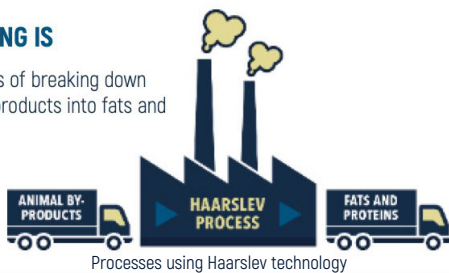 NG IS
s of breaking down
products into fats and
ANIMAL BY-
PRODUCTS
HAARSLEV
PROCESS
FATS AND
PROTEINS
Processes using Haarslev technology